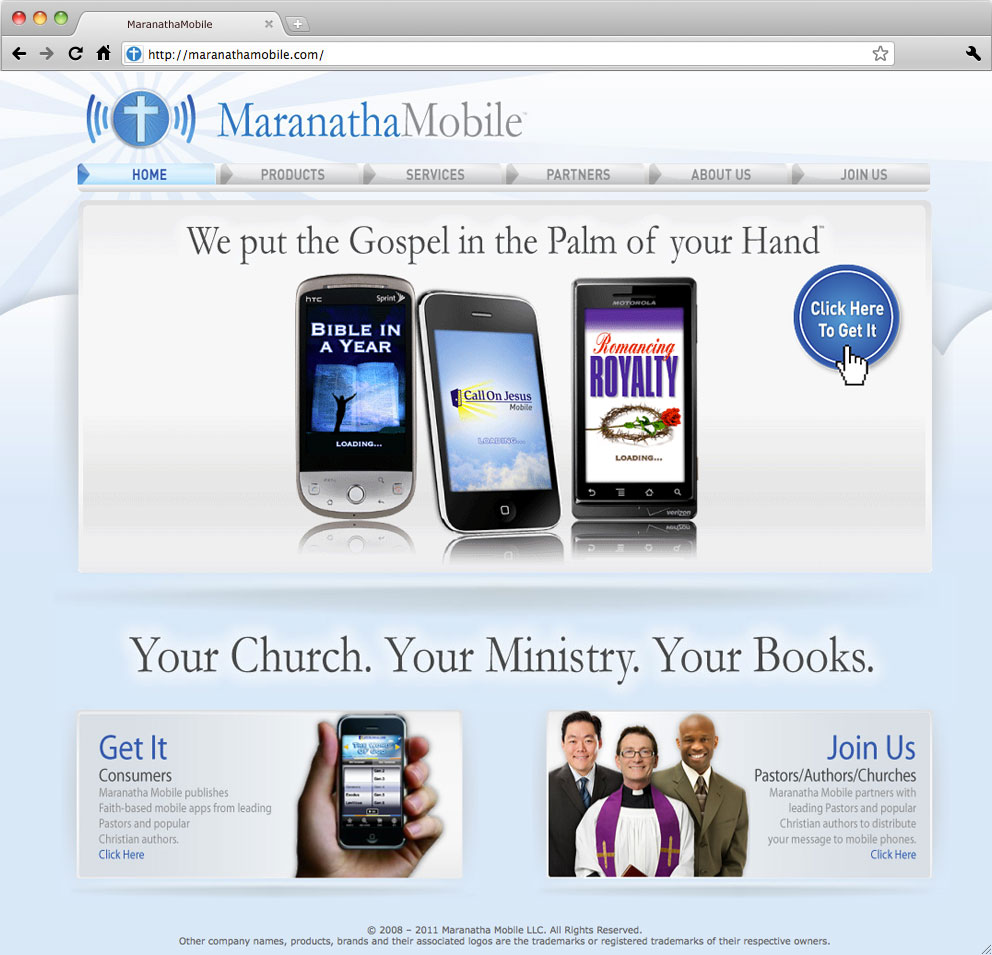 MaranathaMobile
http://maranathamobile.com/
MaranathaMobile™
HOME PRODUCTS SERVICES PARTNERS ABOUT US JOIN US
We put the Gospel in the Palm of your Hand™
Click Here
To Get It
hTC Sprint
BIBLE IN
A YEAR
LOADING...
Call On Jesus
Mobile
LOADING...
MOTOROLA
Romancing
ROYALTY
LOADING...
verizon
Your Church. Your Ministry. Your Books.
Get It
Consumers
Maranatha Mobile publishes
Faith-based mobile apps from leading
Pastors and popular
Christian authors.
Click Here
Join Us
Pastors/Authors/Churches
Maranatha Mobile partners with
leading Pastors and popular
Christian authors to distribute
your message to mobile phones.
Click Here
© 2008 – 2011 Maranatha Mobile LLC. All Rights Reserved.
Other company names, products, brands and their associated logos are the trademarks or registered trademarks of their respective owners.